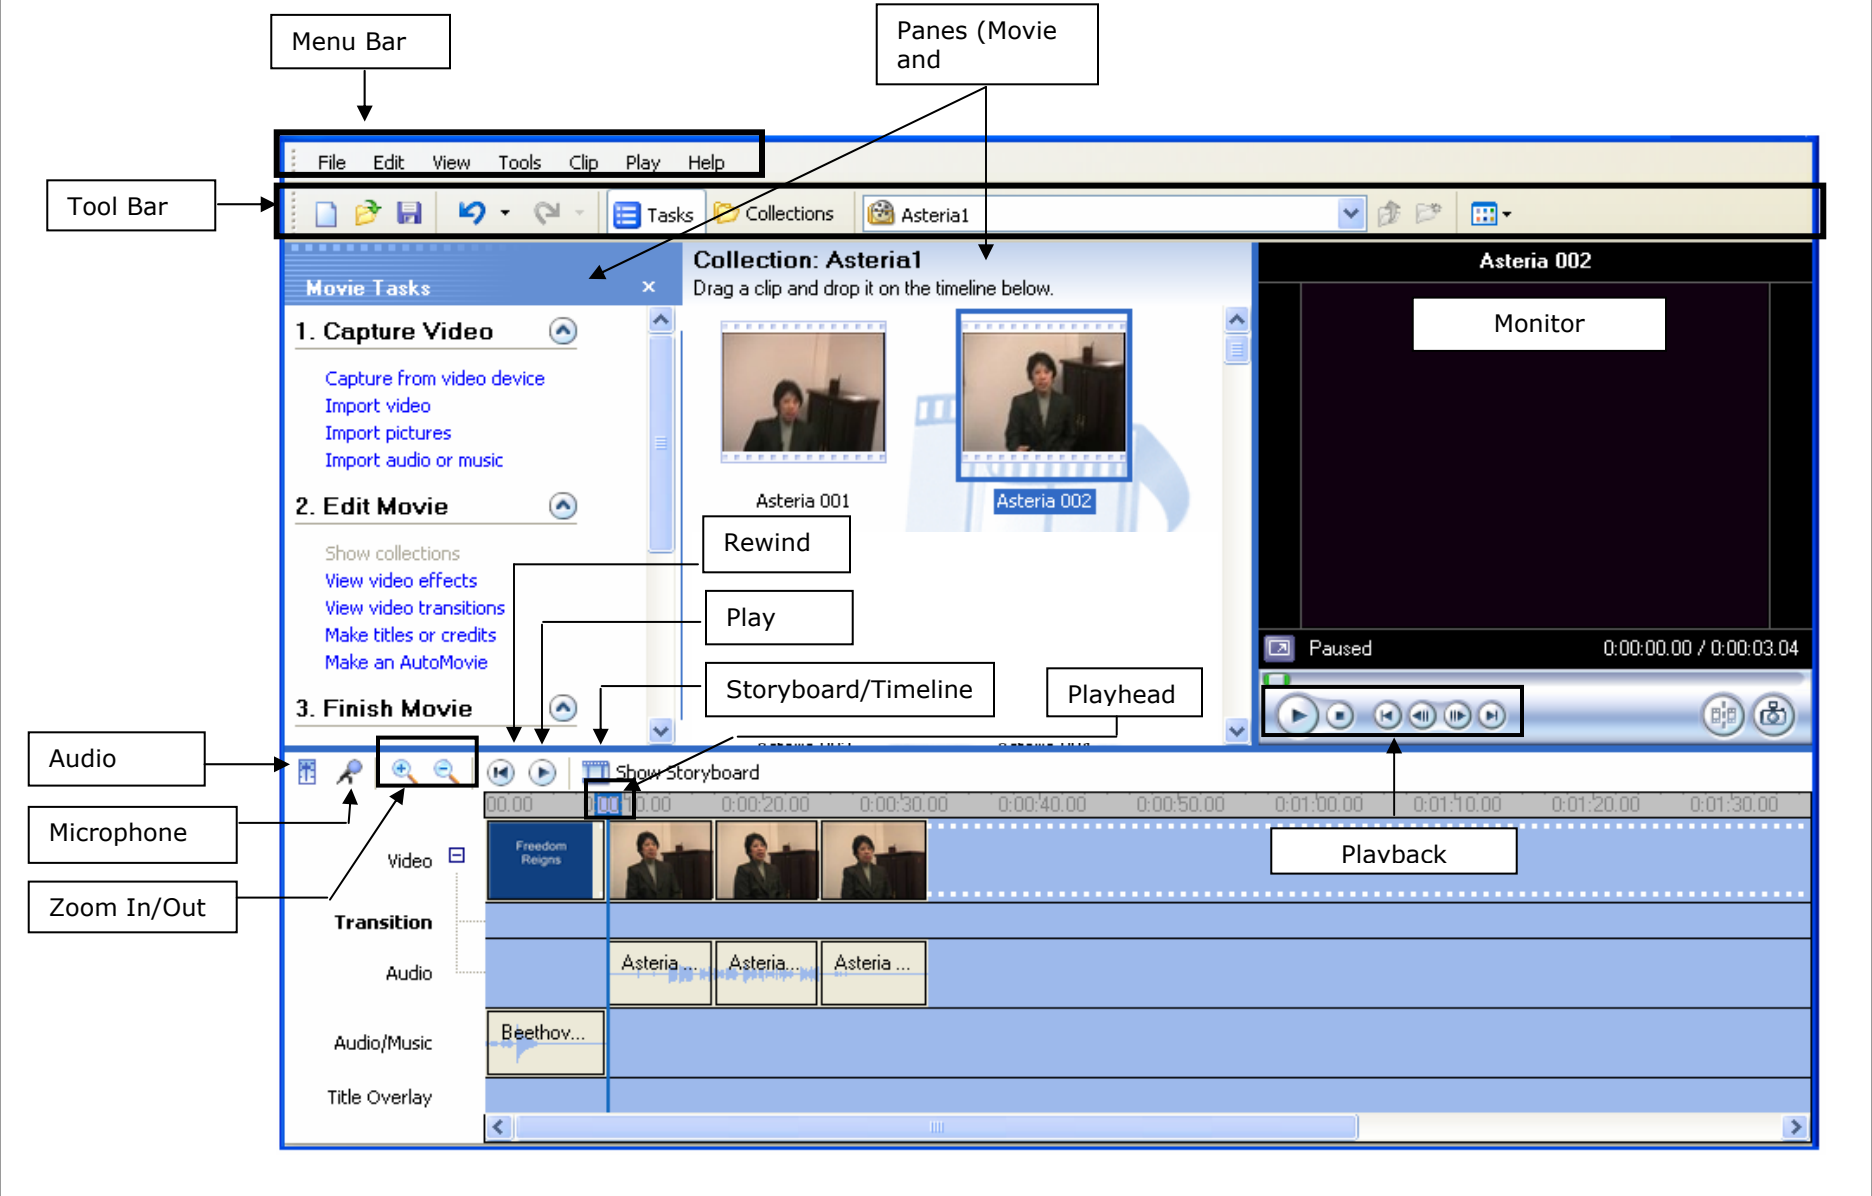 Menu Bar
Panes (Movie
and
File Edit View Tools Clip Play Help
Tool Bar
Tasks Collections Asteria1
Movie Tasks
Collection: Asteria1
Drag a clip and drop it on the timeline below.
Asteria 002
Monitor
1. Capture Video
Capture from video device
Import video
Import pictures
Import audio or music
2. Edit Movie
Show collections
View video effects
View video transitions
Make titles or credits
Make an AutoMovie
3. Finish Movie
Asteria 001
Asteria 002
Rewind
Play
Storyboard/Timeline
Playhead
Paused 0:00:00.00 / 0:00:03.04
Audio
Microphone
Zoom In/Out
Show Storyboard
00.00 0:00:20.00 0:00:30.00 0:00:40.00 0:00:50.00 0:01:00.00 0:01:10.00 0:01:20.00 0:01:30.00
Playback
Video
Freedom
Reigns
Transition
Audio
Asteria ... Asteria... Asteria ...
Audio/Music
Beethov...
Title Overlay